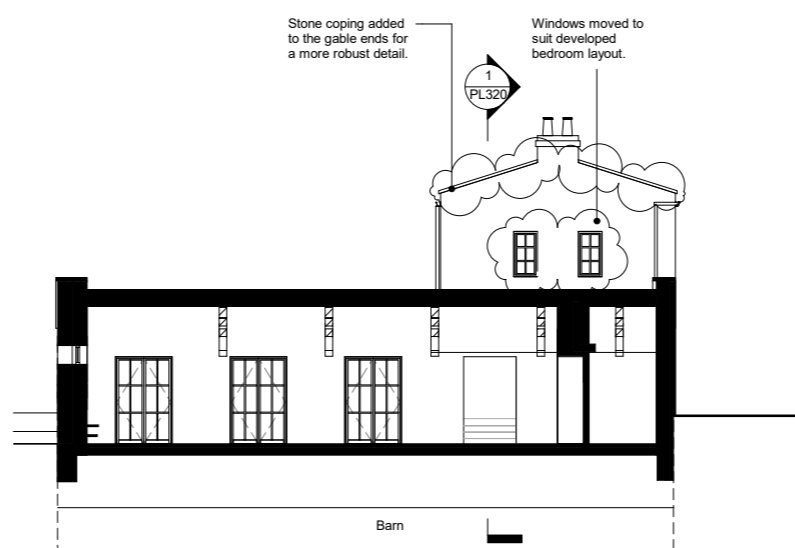 Stone coping added
to the gable ends for
a more robust detail.
Windows moved to
suit developed
bedroom layout.
1
PL320
Barn